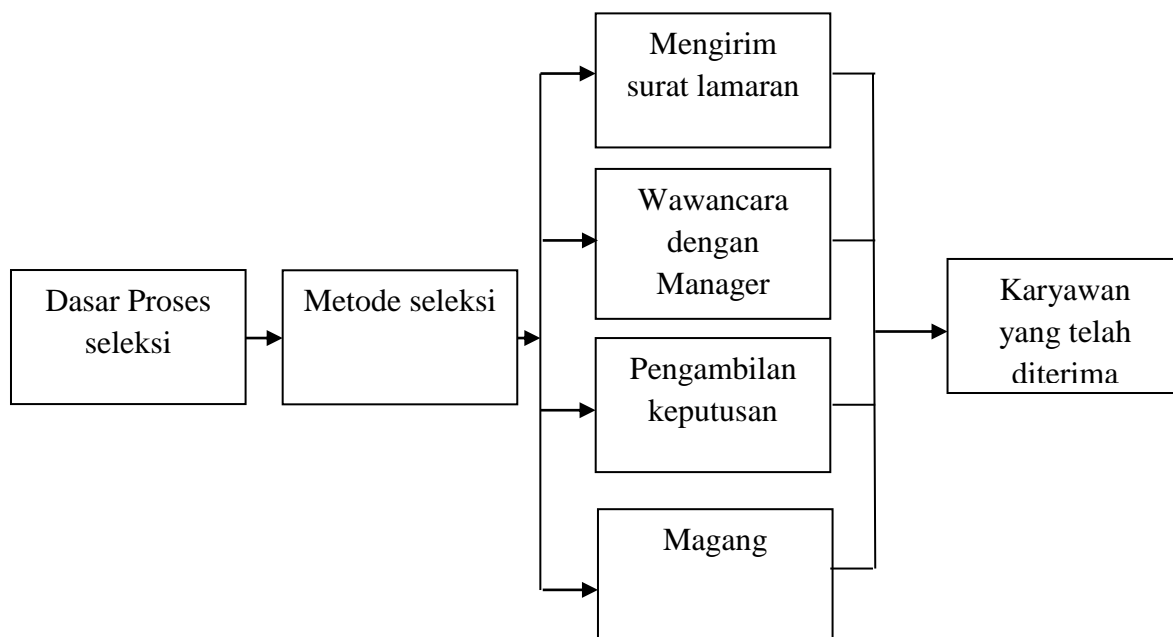 Dasar Proses
seleksi
Metode seleksi
Mengirim
surat lamaran
Wawancara
dengan
Manager
Pengambilan
keputusan
Magang
Karyawan
yang telah
diterima